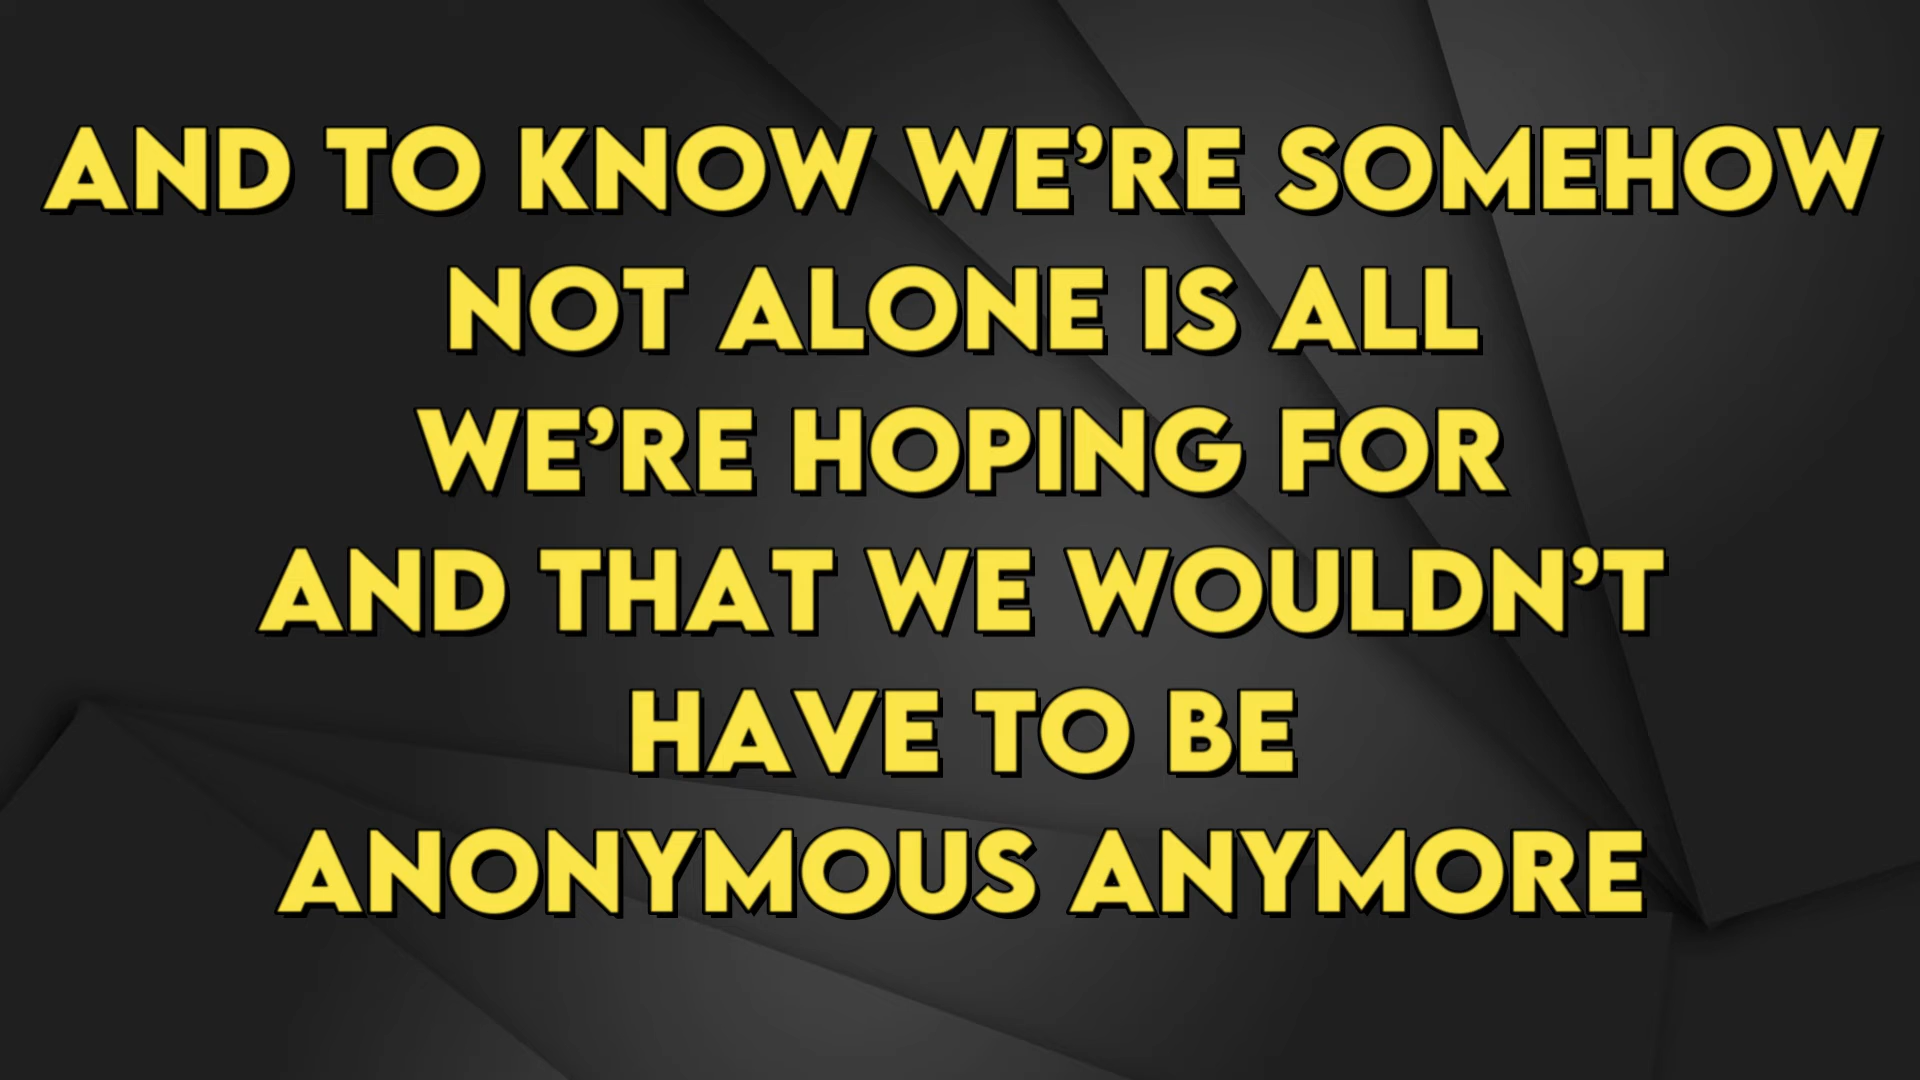 AND TO KNOW WE’RE SOMEHOW
NOT ALONE IS ALL
WE’RE HOPING FOR
AND THAT WE WOULDN’T
HAVE TO BE
ANONYMOUS ANYMORE